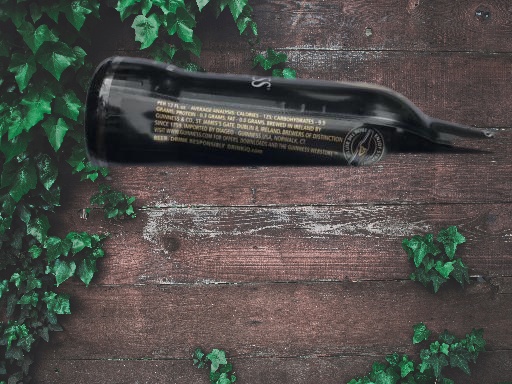 PER 12 FL oz - AVERAGE ANALYSIS: CALORIES - 125, CARBOHYDRATES - 9.9
GRAMS, PROTEIN - 0.3 GRAMS, FAT - 0.0 GRAMS. BREWED IN IRELAND BY
GUINNESS & CO., ST JAMES'S GATE, DUBLIN 8, IRELAND, BREWERS OF DISTINCTION
SINCE 1759. IMPORTED BY DIAGEO - GUINNESS USA, NORWALK, CT.
VISIT WWW.GUINNESS.COM FOR OFFERS, DOWNLOADS AND THE GUINNESS WEBSTORE™
BEER DRINK RESPONSIBLY DRINKiQ.com